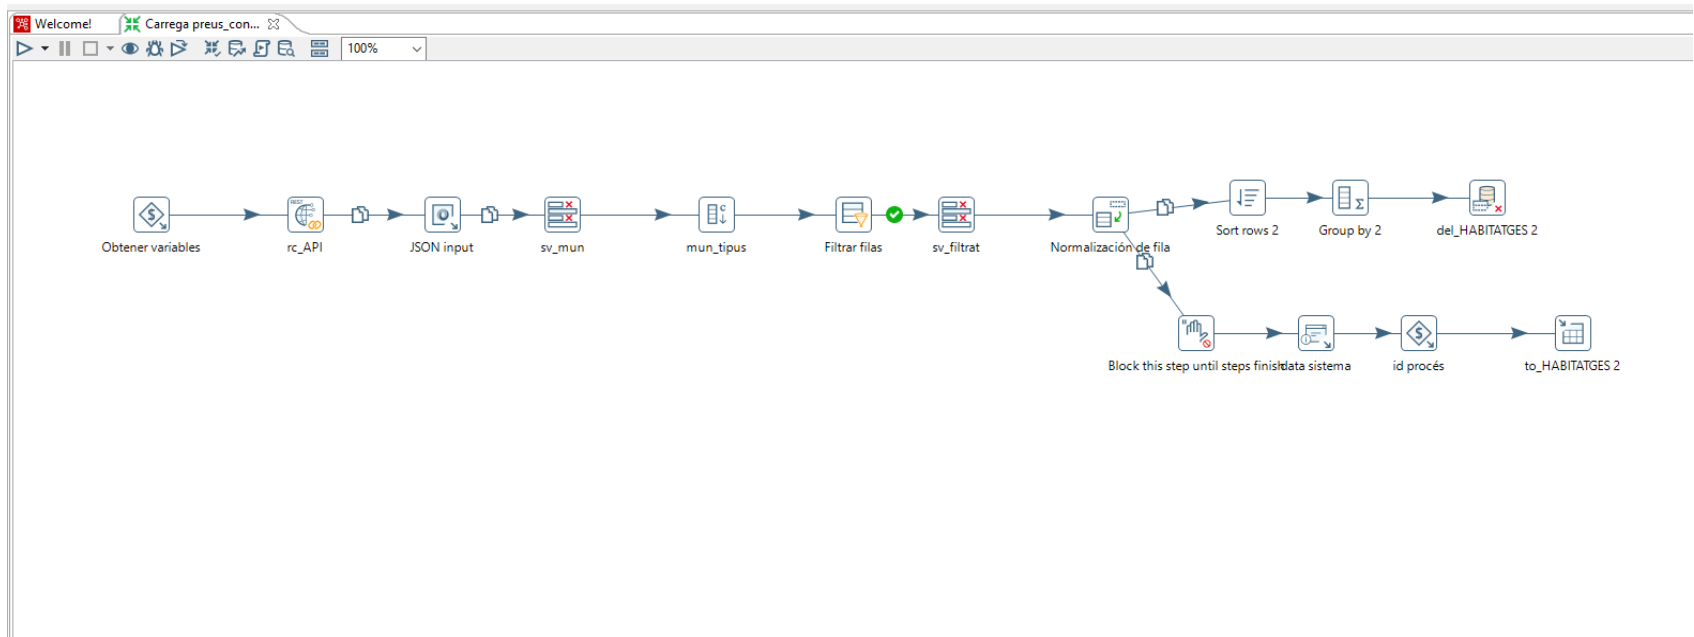 Welcome!
Carrega preus_con...
100%
REST
Obtener variables
rc_API
JSON input
sv_mun
mun_tipus
Filtrar filas
sv_filtrat
Normalización de fila
Sort rows 2
Group by 2
del_HABITATGES 2
Block this step until steps finish
data sistema
id procés
to_HABITATGES 2